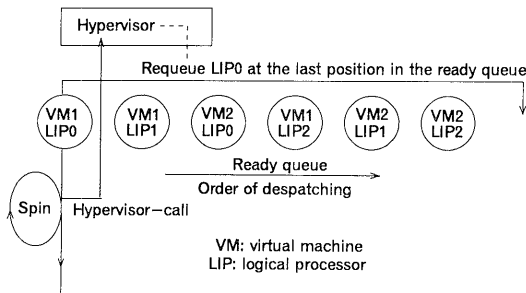 Hypervisor
Requeue LIP0 at the last position in the ready queue
VM1 LIP0
VM1 LIP1
VM2 LIP0
VM1 LIP2
VM2 LIP1
VM2 LIP2
Ready queue
Order of despatching
Spin
Hypervisor-call
VM: virtual machine
LIP: logical processor